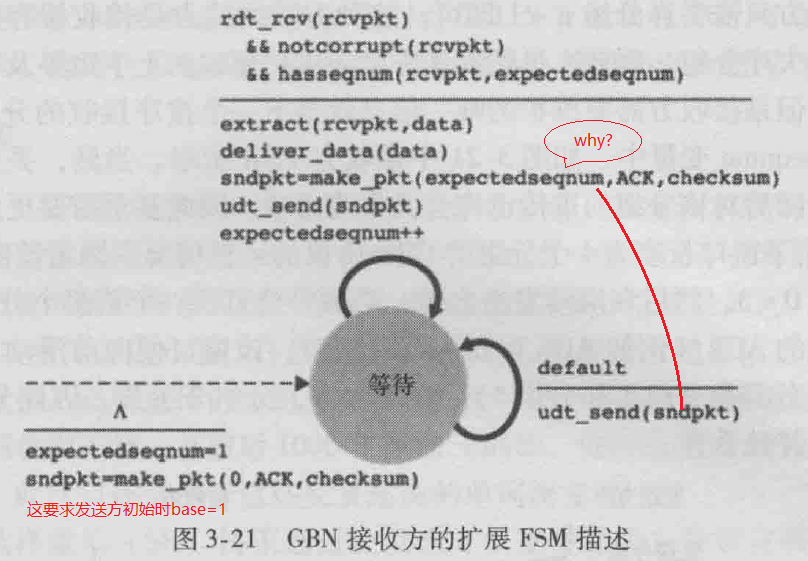 rdt_rcv(rcvpkt)
&& notcorrupt(rcvpkt)
&& hasseqnum(rcvpkt,expectedseqnum)
extract(rcvpkt,data)
deliver_data(data)
why?
sndpkt=make_pkt(expectedseqnum,ACK,checksum)
udt_send(sndpkt)
expectedseqnum++
等待
default
udt_send(sndpkt)
Λ
expectedseqnum=1
sndpkt=make_pkt(0,ACK,checksum)
这要求发送方初始时base=1
图 3-21 GBN 接收方的扩展 FSM 描述